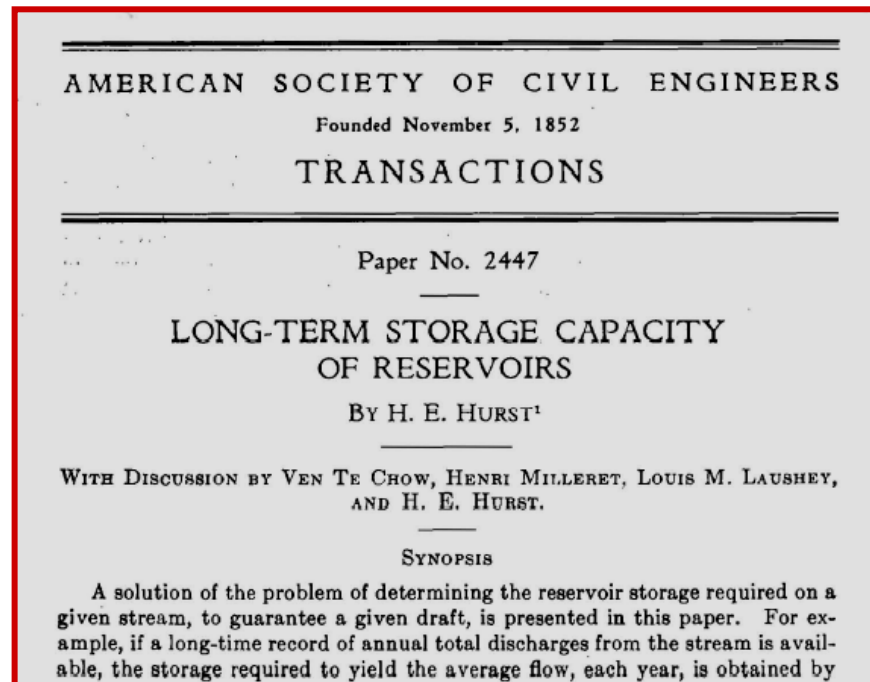 AMERICAN SOCIETY OF CIVIL ENGINEERS
Founded November 5, 1852
TRANSACTIONS
Paper No. 2447
LONG-TERM STORAGE CAPACITY
OF RESERVOIRS
BY H. E. HURST¹
WITH DISCUSSION BY VEN TE CHOW, HENRI MILLERET, LOUIS M. LAUSHEY,
AND H. E. HURST.
SYNOPSIS
A solution of the problem of determining the reservoir storage required on a
given stream, to guarantee a given draft, is presented in this paper. For ex-
ample, if a long-time record of annual total discharges from the stream is avail-
able, the storage required to yield the average flow, each year, is obtained by